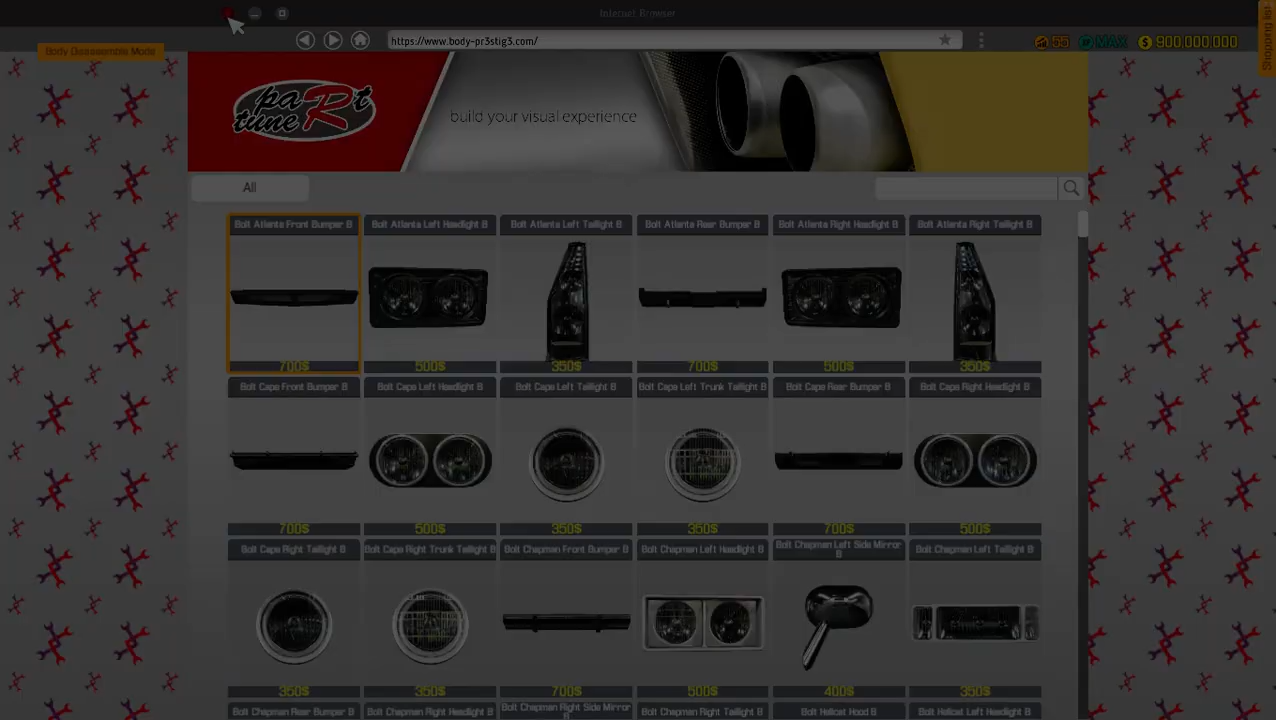 Internet Browser
https://www.body-pr3stig3.com/
55 MAX $ 900.000.000
Shopping list
Body Disassemble Mode
paRt
tune
build your visual experience
All
Bolt Atlanta Front Bumper B Bolt Atlanta Left Headlight B Bolt Atlanta Left Taillight B Bolt Atlanta Rear Bumper B Bolt Atlanta Right Headlight B Bolt Atlanta Right Taillight B
700$ 500$ 350$ 700$ 500$ 350$
Bolt Cape Front Bumper B Bolt Cape Left Headlight B Bolt Cape Left Taillight B Bolt Cape Left Trunk Taillight B Bolt Cape Rear Bumper B Bolt Cape Right Headlight B
700$ 500$ 350$ 350$ 700$ 500$
Bolt Cape Right Taillight B Bolt Cape Right Trunk Taillight B Bolt Chapman Front Bumper B Bolt Chapman Left Headlight B Bolt Chapman Left Side Mirror B Bolt Chapman Left Taillight B
350$ 350$ 700$ 500$ 400$ 350$
Bolt Chapman Rear Bumper B Bolt Chapman Right Headlight B Bolt Chapman Right Side Mirror B Bolt Chapman Right Taillight B Bolt Hellcat Hood B Bolt Hellcat Left Headlight B